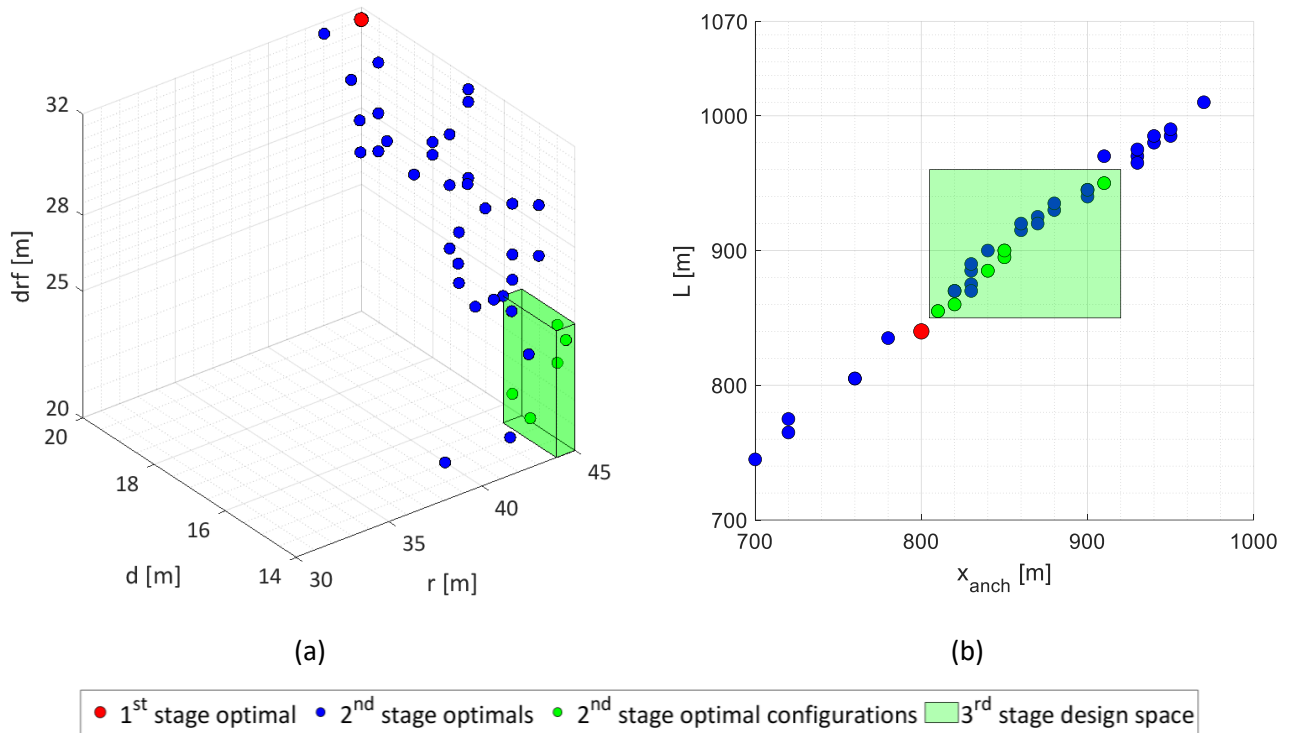 32
28
25
20
drf [m]
20
18
16
14
d [m]
30
35
40
45
r [m]
(a)
1070
1000
900
800
700
L [m]
700
800
900
1000
x_anch [m]
(b)
1st stage optimal
2nd stage optimals
2nd stage optimal configurations
3rd stage design space